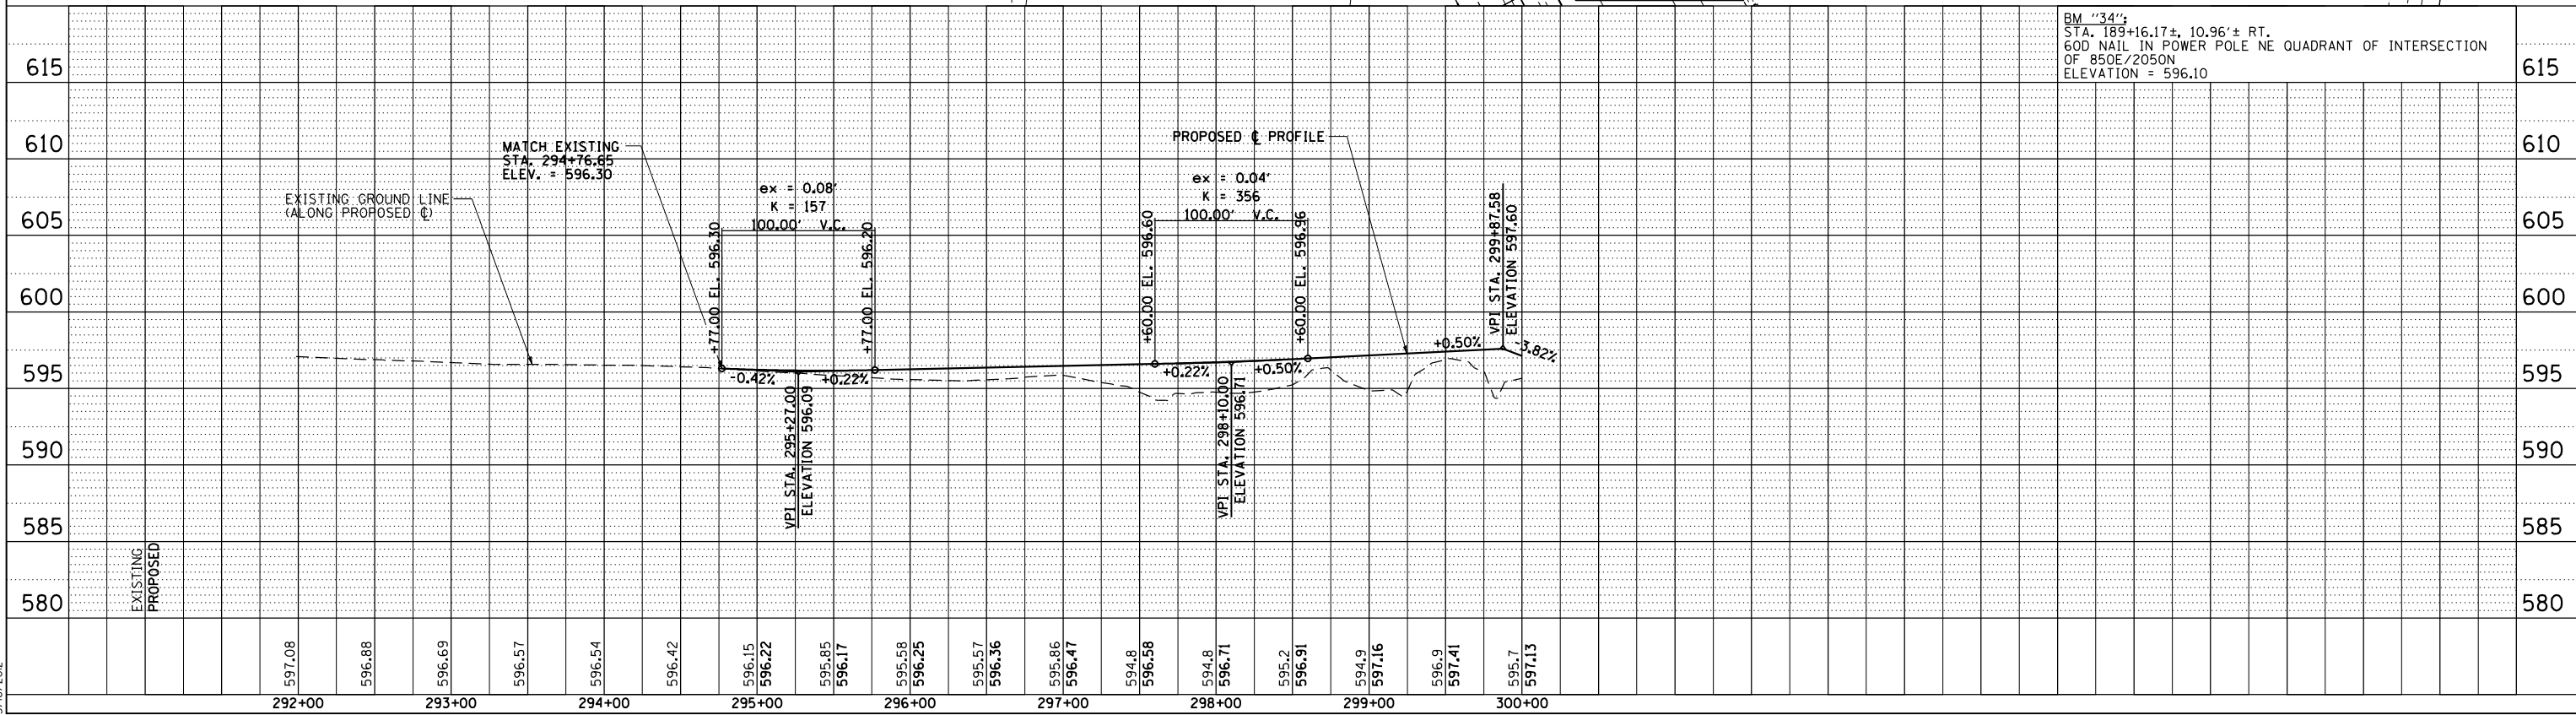 BM "34":
STA. 189+16.17±, 10.96'± RT.
60D NAIL IN POWER POLE NE QUADRANT OF INTERSECTION
OF 850E/2050N
ELEVATION = 596.10
615
615
610
610
605
605
600
600
595
595
590
590
585
585
580
580
MATCH EXISTING
STA. 294+76.65
ELEV. = 596.30
EXISTING GROUND LINE
(ALONG PROPOSED ℄)
ex = 0.08'
K = 157
100.00' V.C.
+77.00 EL. 596.30
+77.00 EL. 596.20
-0.42%
+0.22%
VPI STA. 295+27.00
ELEVATION 596.09
PROPOSED ℄ PROFILE
ex = 0.04'
K = 356
100.00' V.C.
+60.00 EL. 596.60
+60.00 EL. 596.96
+0.22%
+0.50%
VPI STA. 298+10.00
ELEVATION 596.71
VPI STA. 299+87.58
ELEVATION 597.60
+0.50%
-3.82%
EXISTING
PROPOSED
597.08
596.88
596.69
596.57
596.54
596.42
596.15
596.22
595.85
596.17
595.58
596.25
595.57
596.36
595.86
596.47
594.8
596.58
594.8
596.71
595.2
596.91
594.9
597.16
596.9
597.41
595.7
597.13
292+00
293+00
294+00
295+00
296+00
297+00
298+00
299+00
300+00